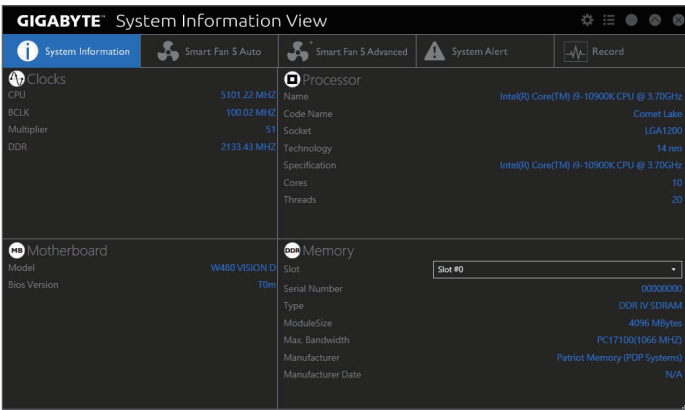 GIGABYTE™ System Information View
System Information
Smart Fan 5 Auto
Smart Fan 5 Advanced
System Alert
Record
Clocks
CPU 5101.22 MHZ
BCLK 100.02 MHZ
Multiplier 51
DDR 2133.43 MHZ
Processor
Name Intel(R) Core(TM) i9-10900K CPU @ 3.70GHz
Code Name Comet Lake
Socket LGA1200
Technology 14 nm
Specification Intel(R) Core(TM) i9-10900K CPU @ 3.70GHz
Cores 10
Threads 20
MB Motherboard
Model W480 VISION D
Bios Version T0m
DDR Memory
Slot Slot #0
Serial Number 00000000
Type DDR IV SDRAM
ModuleSize 4096 MBytes
Max. Bandwidth PC17100(1066 MHZ)
Manufacturer Patriot Memory (PDP Systems)
Manufacturer Date N/A